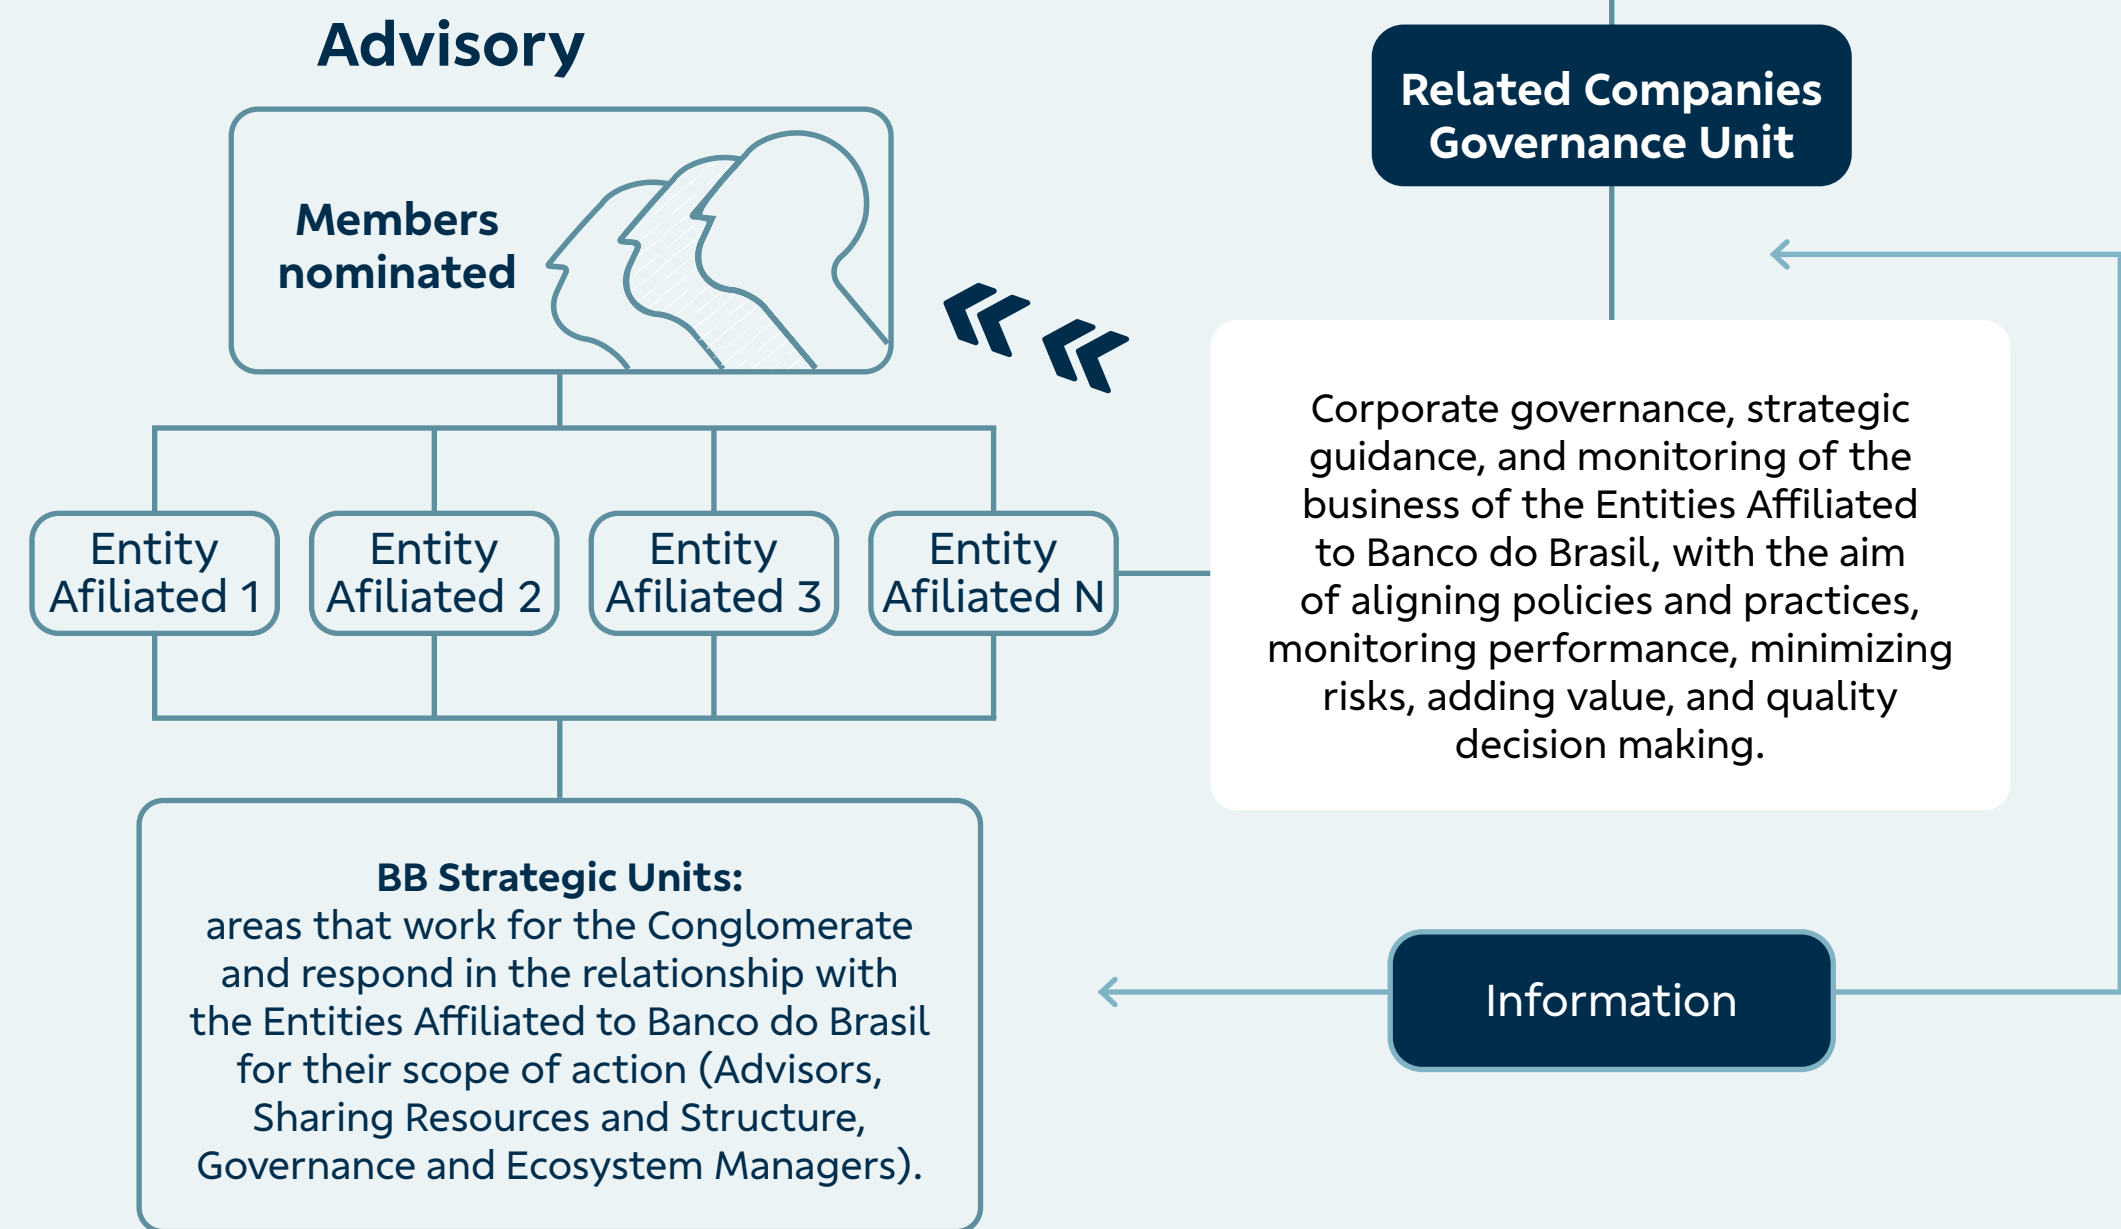 Advisory
Members
nominated
Entity
Afiliated 1
Entity
Afiliated 2
Entity
Afiliated 3
Entity
Afiliated N
BB Strategic Units:
areas that work for the Conglomerate
and respond in the relationship with
the Entities Affiliated to Banco do Brasil
for their scope of action (Advisors,
Sharing Resources and Structure,
Governance and Ecosystem Managers).
Related Companies
Governance Unit
Corporate governance, strategic
guidance, and monitoring of the
business of the Entities Affiliated
to Banco do Brasil, with the aim
of aligning policies and practices,
monitoring performance, minimizing
risks, adding value, and quality
decision making.
Information